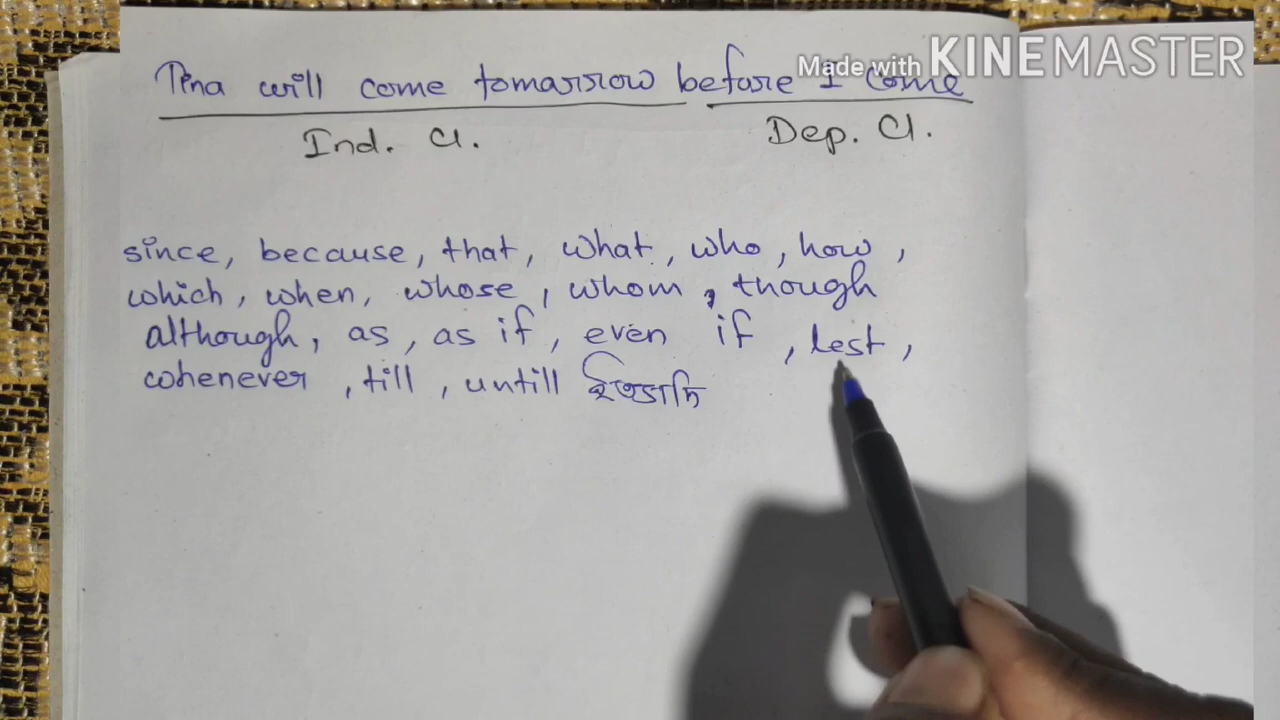 Tina will come tomarrow before I come
Made with KINEMASTER
Ind. Cl.
Dep. Cl.
since, because, that, what, who, how,
which, when, whose, whom, though
although, as, as if, even if, lest,
whenever, till, untill ইত্যাদি